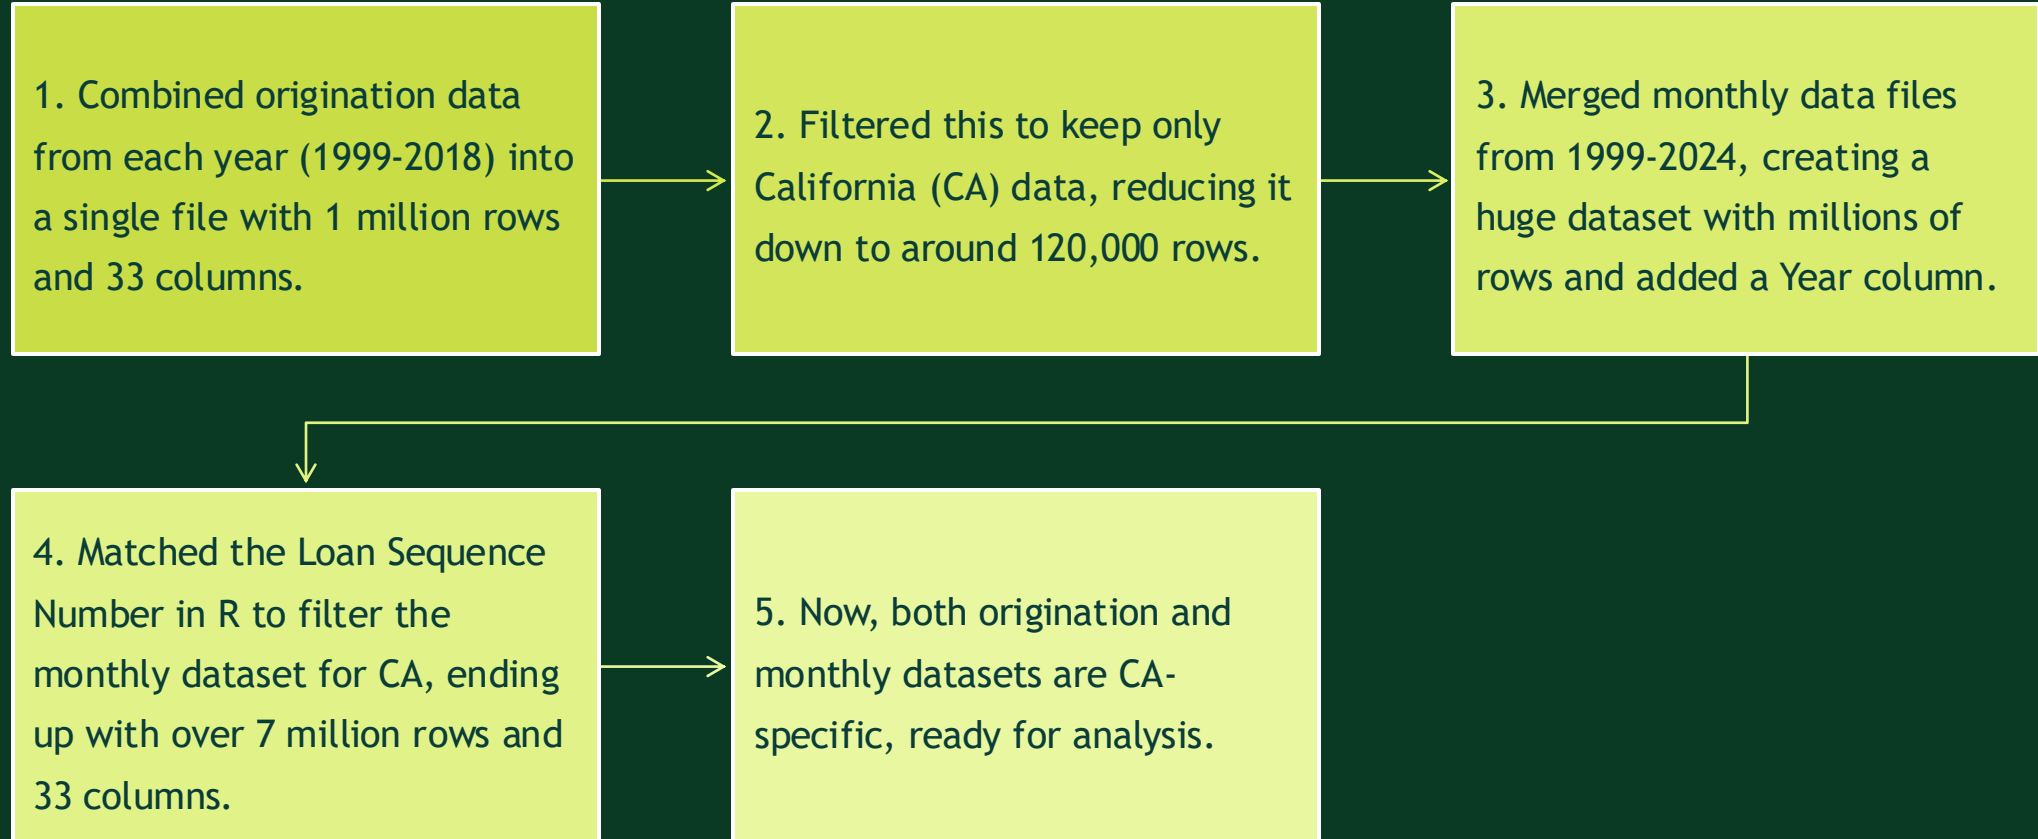 1. Combined origination data
from each year (1999-2018) into
a single file with 1 million rows
and 33 columns.
2. Filtered this to keep only
California (CA) data, reducing it
down to around 120,000 rows.
3. Merged monthly data files
from 1999-2024, creating a
huge dataset with millions of
rows and added a Year column.
4. Matched the Loan Sequence
Number in R to filter the
monthly dataset for CA, ending
up with over 7 million rows and
33 columns.
5. Now, both origination and
monthly datasets are CA-
specific, ready for analysis.